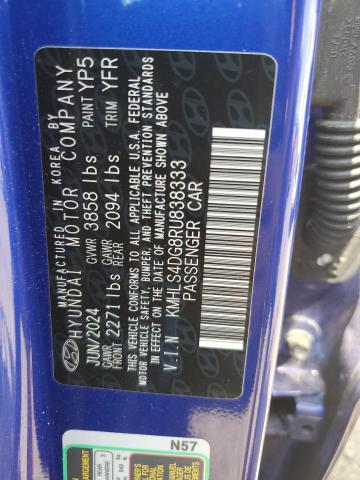 MANUFACTURED IN KOREA BY
HYUNDAI MOTOR COMPANY
JUN/2024 GVWR 3858 lbs PAINT YP5
GAWR FRONT 2271 lbs GAWR REAR 2094 lbs TRIM YFR
THIS VEHICLE CONFORMS TO ALL APPLICABLE U.S.A. FEDERAL
MOTOR VEHICLE SAFETY, BUMPER, AND THEFT PREVENTION STANDARDS
IN EFFECT ON THE DATE OF MANUFACTURE SHOWN ABOVE.
V.I.N KMHLS4DG8RU838333
PASSENGER CAR
N57
REAR
3